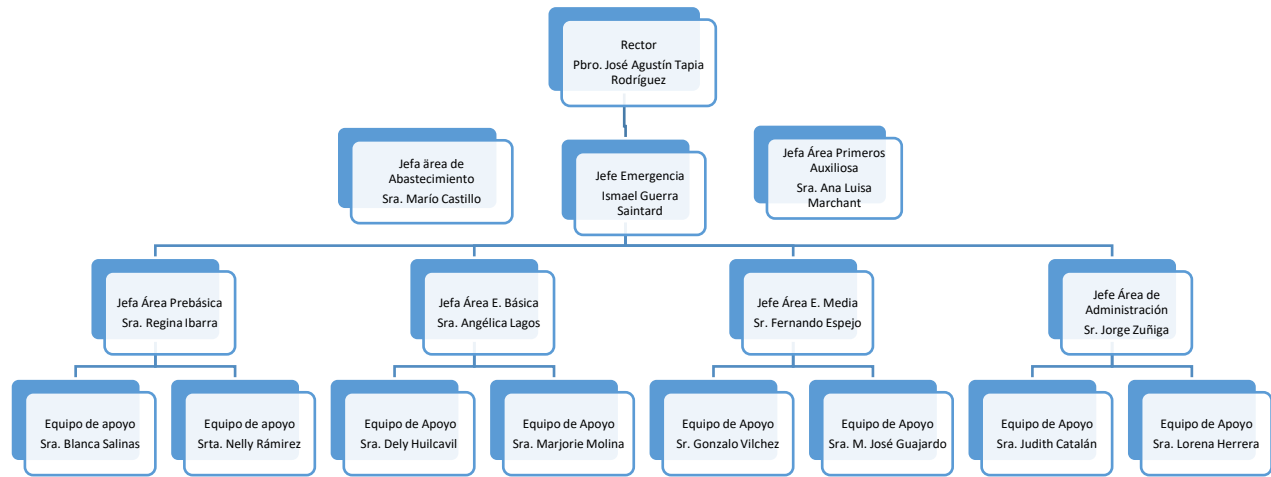 Rector
Pbro. José Agustín Tapia
Rodríguez
Jefa ärea de
Abastecimiento
Sra. Marío Castillo
Jefe Emergencia
Ismael Guerra
Saintard
Jefa Área Primeros
Auxiliosa
Sra. Ana Luisa
Marchant
Jefa Área Prebásica
Sra. Regina Ibarra
Jefa Área E. Básica
Sra. Angélica Lagos
Jefe Área E. Media
Sr. Fernando Espejo
Jefe Área de
Administración
Sr. Jorge Zuñiga
Equipo de apoyo
Sra. Blanca Salinas
Equipo de apoyo
Srta. Nelly Rámirez
Equipo de Apoyo
Sra. Dely Huilcavil
Equipo de Apoyo
Sra. Marjorie Molina
Equipo de Apoyo
Sr. Gonzalo Vilchez
Equipo de Apoyo
Sra. M. José Guajardo
Equipo de Apoyo
Sra. Judith Catalán
Equipo de Apoyo
Sra. Lorena Herrera